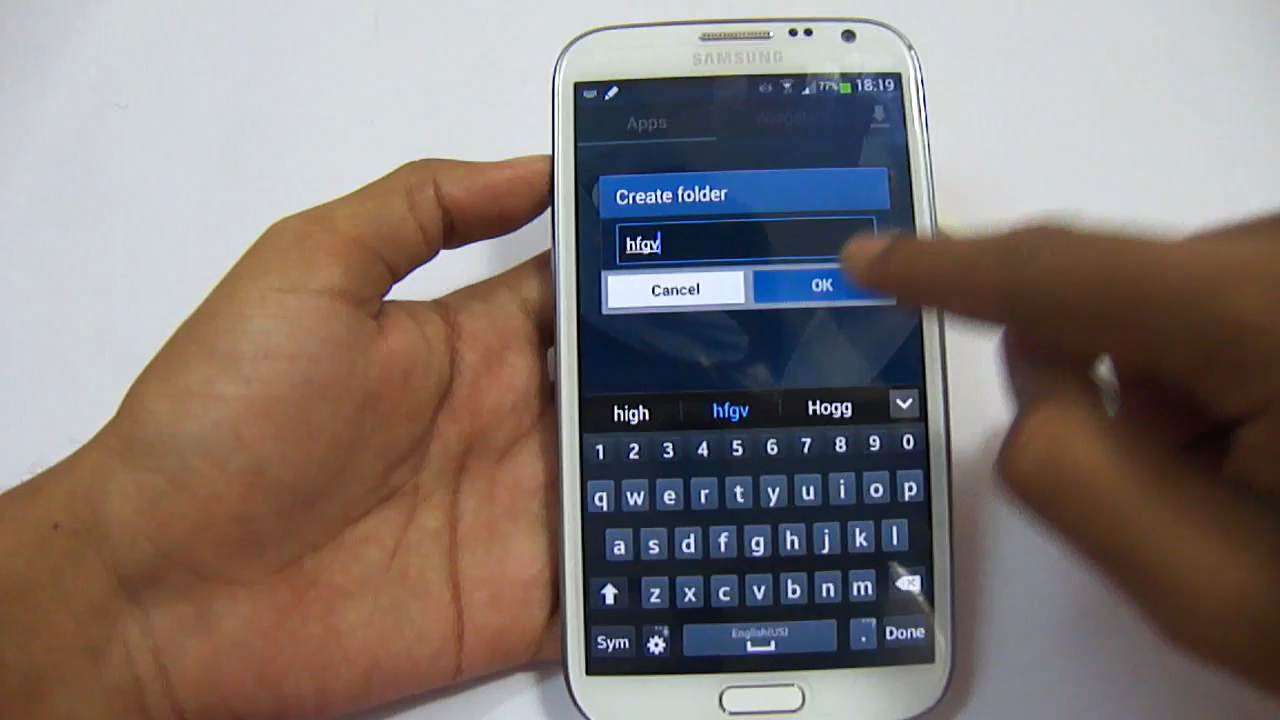 SAMSUNG
77% 18:19
Apps Widgets
Create folder
hfgv
Cancel OK
high hfgv Hogg
1 2 3 4 5 6 7 8 9 0
q w e r t y u i o p
a s d f g h j k l
z x c v b n m
Sym English(US) . Done